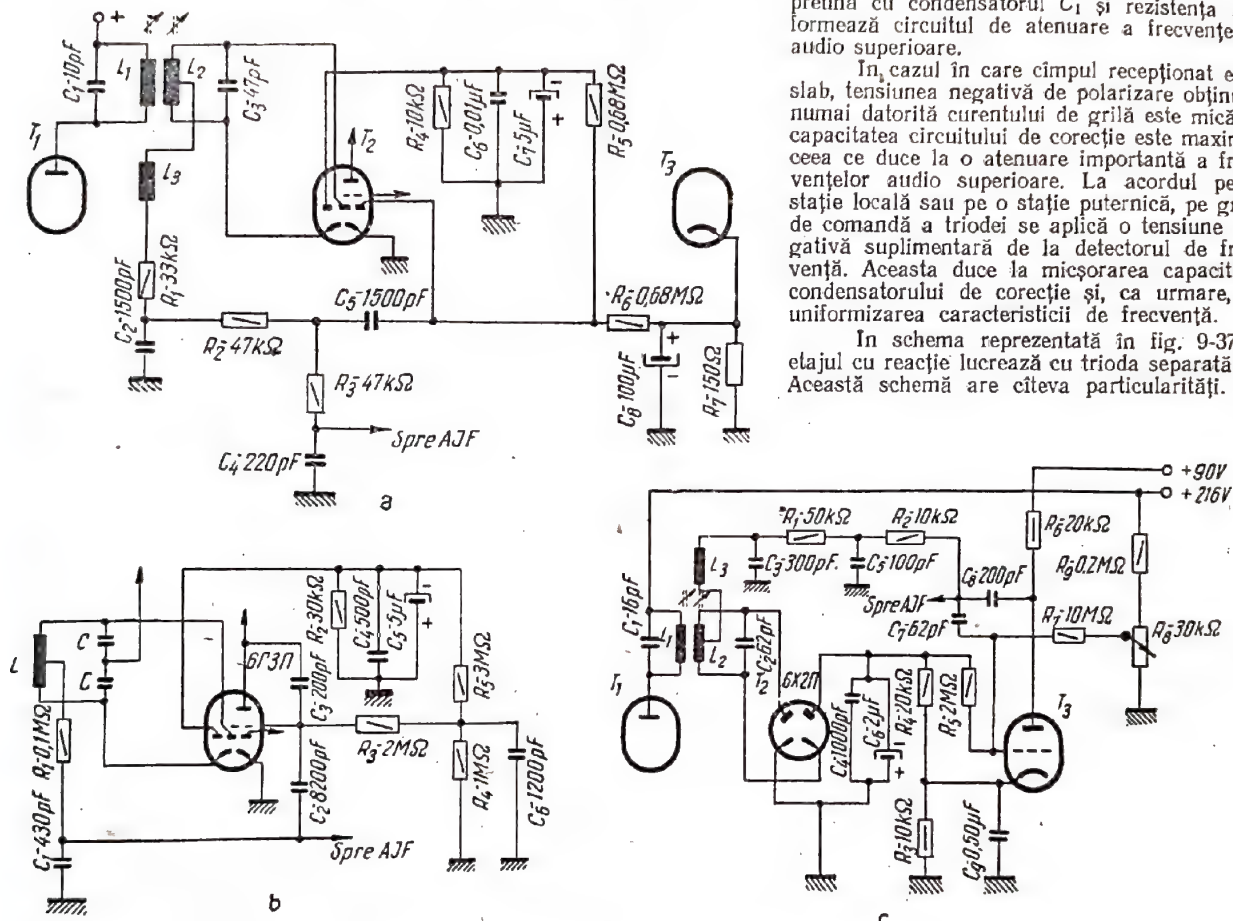 preună cu condensatorul C₁ și rezistența
formează circuitul de atenuare a frecvențe
audio superioare.
In cazul în care cîmpul recepționat e
slab, tensiunea negativă de polarizare obțin
numai datorită curentului de grilă este mică
capacitatea circuitului de corecție este maxi
ceea ce duce la o atenuare importantă a fr
vențelor audio superioare. La acordul pe
stație locală sau pe o stație puternică, pe gr
de comandă a triodei se aplică o tensiune
gativă suplimentară de la detectorul de fr
vență. Aceasta duce la micșorarea capacit
condensatorului de corecție și, ca urmare,
uniformizarea caracteristicii de frecvență.
In schema reprezentată în fig. 9-37
etajul cu reacție lucrează cu trioda separată
Această schemă are cîteva particularități.
+
C₁-10pF
L₁
L₂
C₃-47pF
T₁
L₃
T₂
R₄-10kΩ
C₆-0,01μF
C₇-5μF
-
+
R₅-0,68MΩ
T₃
R₁-33kΩ
C₂-1500pF
C₅-1500pF
R₂-47kΩ
R₃-47kΩ
R₆-0,68MΩ
C₈-100μF
+
-
R₇-150Ω
Spre AJF
C₄-220pF
a
L
C
C
R₁-0,1MΩ
C₁-430pF
6Г3П
C₃-200pF
R₂-30kΩ
C₄-500pF
C₅-5μF
-
+
R₅-3MΩ
R₃-2MΩ
R₄-1MΩ
C₂-8200pF
C₆-1200pF
Spre AJF
b
+90V
+216V
R₁-50kΩ
R₂-10kΩ
R₆-20kΩ
R₉-0,2MΩ
C₃-300pF
C₅-100pF
C₈-200pF
L₃
Spre AJF
C₇-62pF
R₇-10MΩ
R₈-30kΩ
C₁-16pF
L₁
L₂
C₂-62pF
T₁
T₂
6X2П
C₄-1000pF
C₆-2μF
-
+
R₄-20kΩ
R₅-2MΩ
T₃
R₃-10kΩ
C₉-0,50μF
c